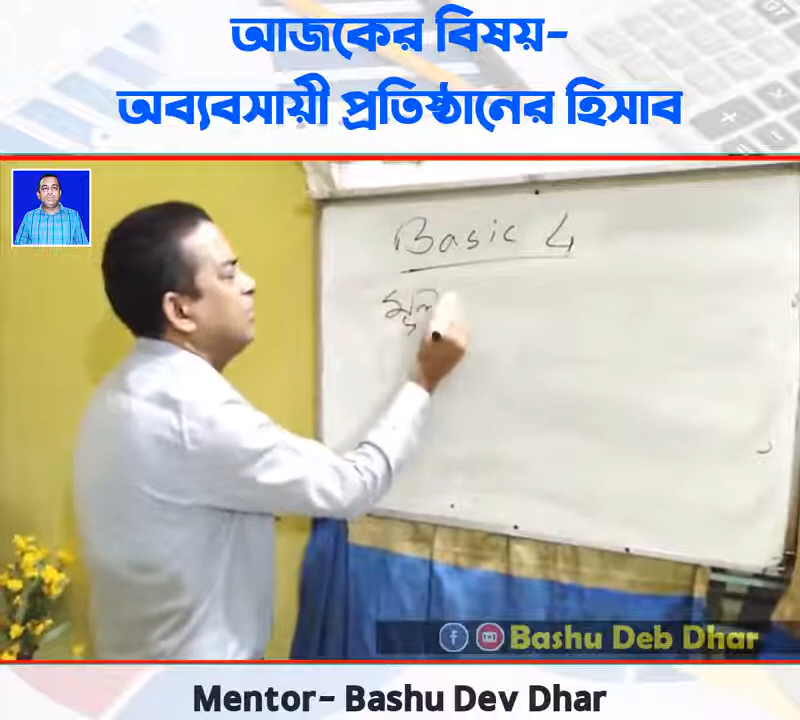 আজকের বিষয়-
অব্যবসায়ী প্রতিষ্ঠানের হিসাব
Basic 4
মূল
Bashu Deb Dhar
Mentor- Bashu Dev Dhar